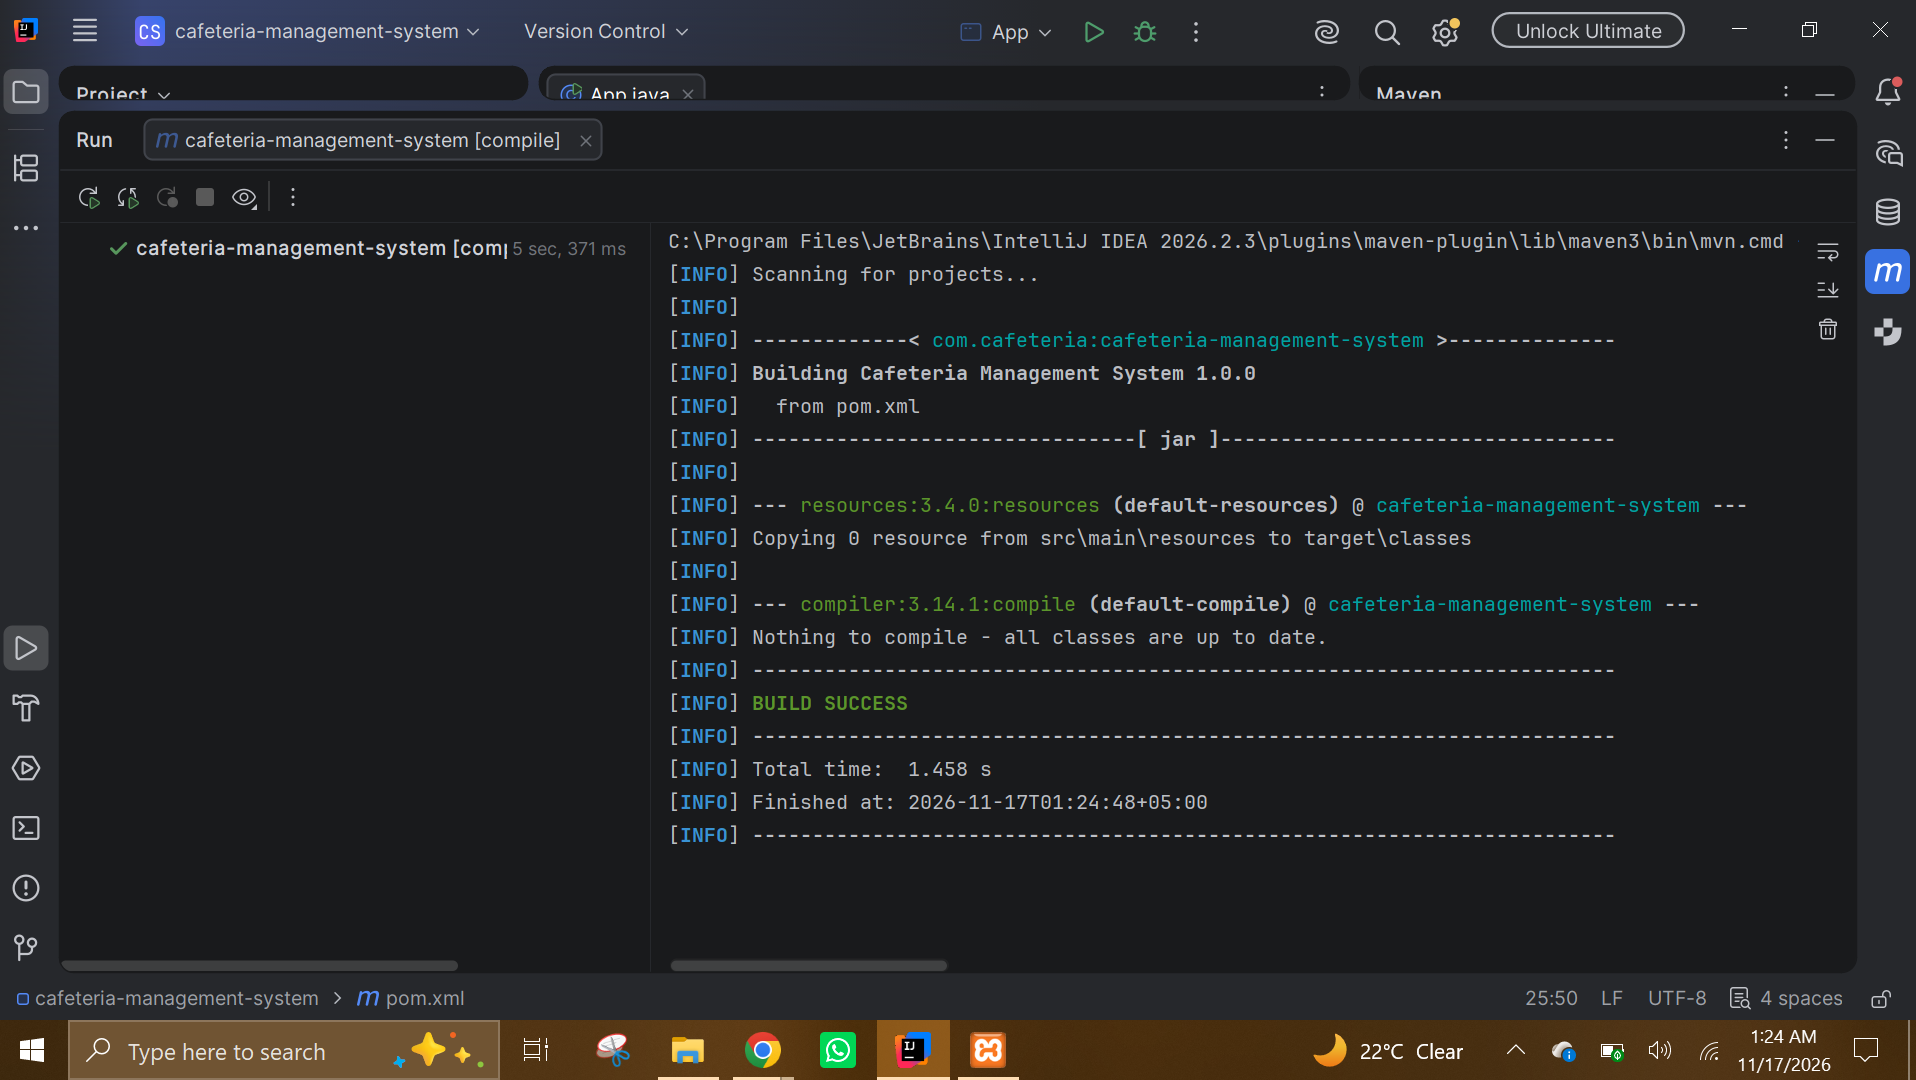 CS cafeteria-management-system Version Control App Unlock Ultimate
Project App.java Maven
Run cafeteria-management-system [compile]
cafeteria-management-system [comp 5 sec, 371 ms
C:\Program Files\JetBrains\IntelliJ IDEA 2026.2.3\plugins\maven-plugin\lib\maven3\bin\mvn.cmd
[INFO] Scanning for projects...
[INFO]
[INFO] -------------< com.cafeteria:cafeteria-management-system >--------------
[INFO] Building Cafeteria Management System 1.0.0
[INFO]   from pom.xml
[INFO] --------------------------------[ jar ]---------------------------------
[INFO]
[INFO] --- resources:3.4.0:resources (default-resources) @ cafeteria-management-system ---
[INFO] Copying 0 resource from src\main\resources to target\classes
[INFO]
[INFO] --- compiler:3.14.1:compile (default-compile) @ cafeteria-management-system ---
[INFO] Nothing to compile - all classes are up to date.
[INFO] ------------------------------------------------------------------------
[INFO] BUILD SUCCESS
[INFO] ------------------------------------------------------------------------
[INFO] Total time:  1.458 s
[INFO] Finished at: 2026-11-17T01:24:48+05:00
[INFO] ------------------------------------------------------------------------
cafeteria-management-system > m pom.xml 25:50 LF UTF-8 4 spaces
Type here to search 22°C Clear 1:24 AM
11/17/2026